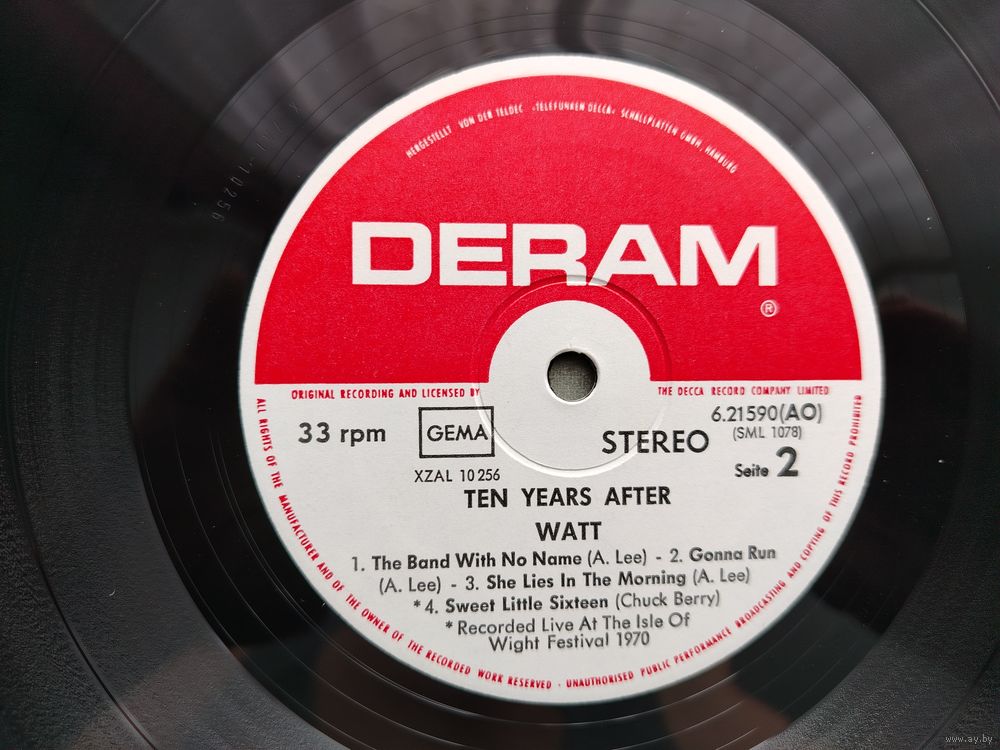 HERGESTELLT VON DER TELDEC »TELEFUNKEN DECCA« SCHALLPLATTEN GMBH, HAMBURG
DERAM
®
ORIGINAL RECORDING AND LICENSED BY THE DECCA RECORD COMPANY LIMITED
33 rpm
GEMA
STEREO
6.21590(AO)
(SML 1078)
Seite 2
XZAL 10 256
TEN YEARS AFTER
WATT
1. The Band With No Name (A. Lee) - 2. Gonna Run
(A. Lee) - 3. She Lies In The Morning (A. Lee)
* 4. Sweet Little Sixteen (Chuck Berry)
* Recorded Live At The Isle Of
Wight Festival 1970
ALL RIGHTS OF THE MANUFACTURER AND OF THE OWNER OF THE RECORDED WORK RESERVED · UNAUTHORISED PUBLIC PERFORMANCE BROADCASTING AND COPYING OF THIS RECORD PROHIBITED
10256
www.ay.by